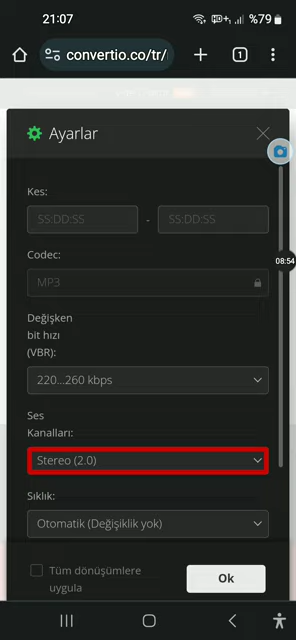 21:07
%79
convertio.co/tr/
1
Ayarlar
08:54
Kes:
SS:DD:SS - SS:DD:SS
Codec:
MP3
Değişken
bit hızı
(VBR):
220...260 kbps
Ses
Kanalları:
Stereo (2.0)
Sıklık:
Otomatik (Değişiklik yok)
Tüm dönüşümlere
uygula
Ok